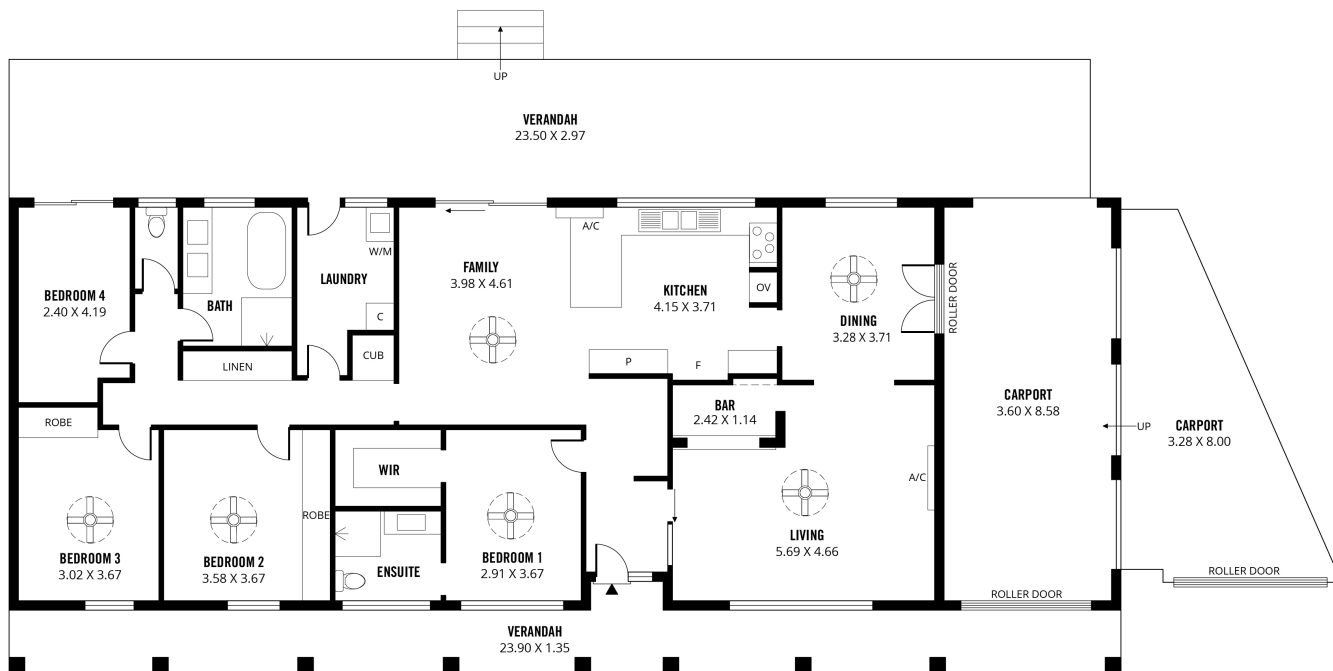 UP
VERANDAH
23.50 X 2.97
BEDROOM 4
2.40 X 4.19
BATH
LINEN
LAUNDRY
W/M
C
CUB
FAMILY
3.98 X 4.61
A/C
KITCHEN
4.15 X 3.71
OV
P
F
DINING
3.28 X 3.71
ROLLER DOOR
CARPORT
3.60 X 8.58
UP
CARPORT
3.28 X 8.00
ROLLER DOOR
ROBE
BEDROOM 3
3.02 X 3.67
BEDROOM 2
3.58 X 3.67
ROBE
WIR
ENSUITE
BEDROOM 1
2.91 X 3.67
BAR
2.42 X 1.14
LIVING
5.69 X 4.66
A/C
ROLLER DOOR
VERANDAH
23.90 X 1.35